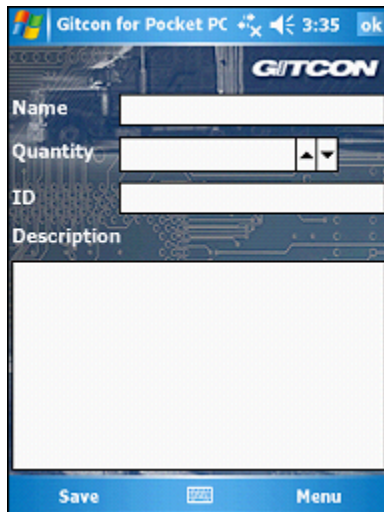 Gitcon for Pocket PC 3:35 ok
GITCON
Name
Quantity
ID
Description
Save Menu